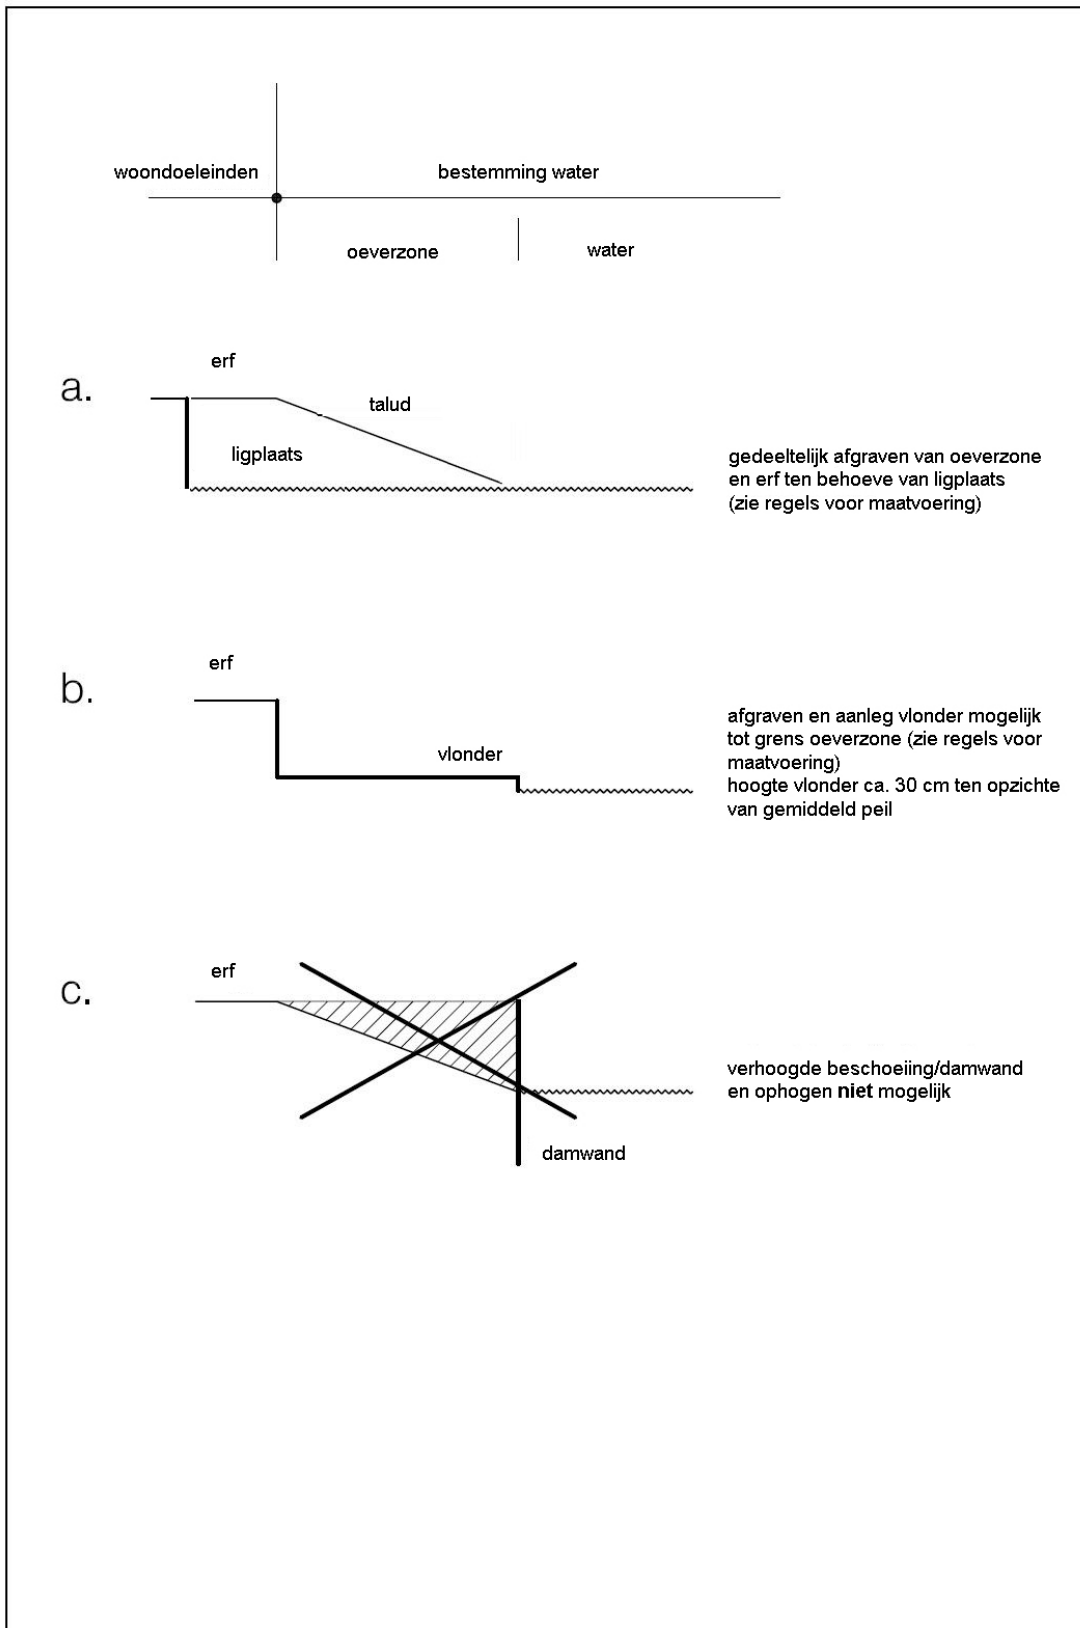 woondoeleinden
bestemming water
oeverzone
water
a.
erf
talud
ligplaats
gedeeltelijk afgraven van oeverzone
en erf ten behoeve van ligplaats
(zie regels voor maatvoering)
b.
erf
vlonder
afgraven en aanleg vlonder mogelijk
tot grens oeverzone (zie regels voor
maatvoering)
hoogte vlonder ca. 30 cm ten opzichte
van gemiddeld peil
c.
erf
verhoogde beschoeiing/damwand
en ophogen niet mogelijk
damwand